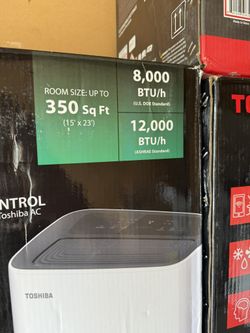 ROOM SIZE: UP TO
350 Sq Ft
(15' x 23')
8,000
BTU/h
(U.S. DOE Standard)
12,000
BTU/h
(ASHRAE Standard)
NTROL
Toshiba AC
TOSHIBA
TO